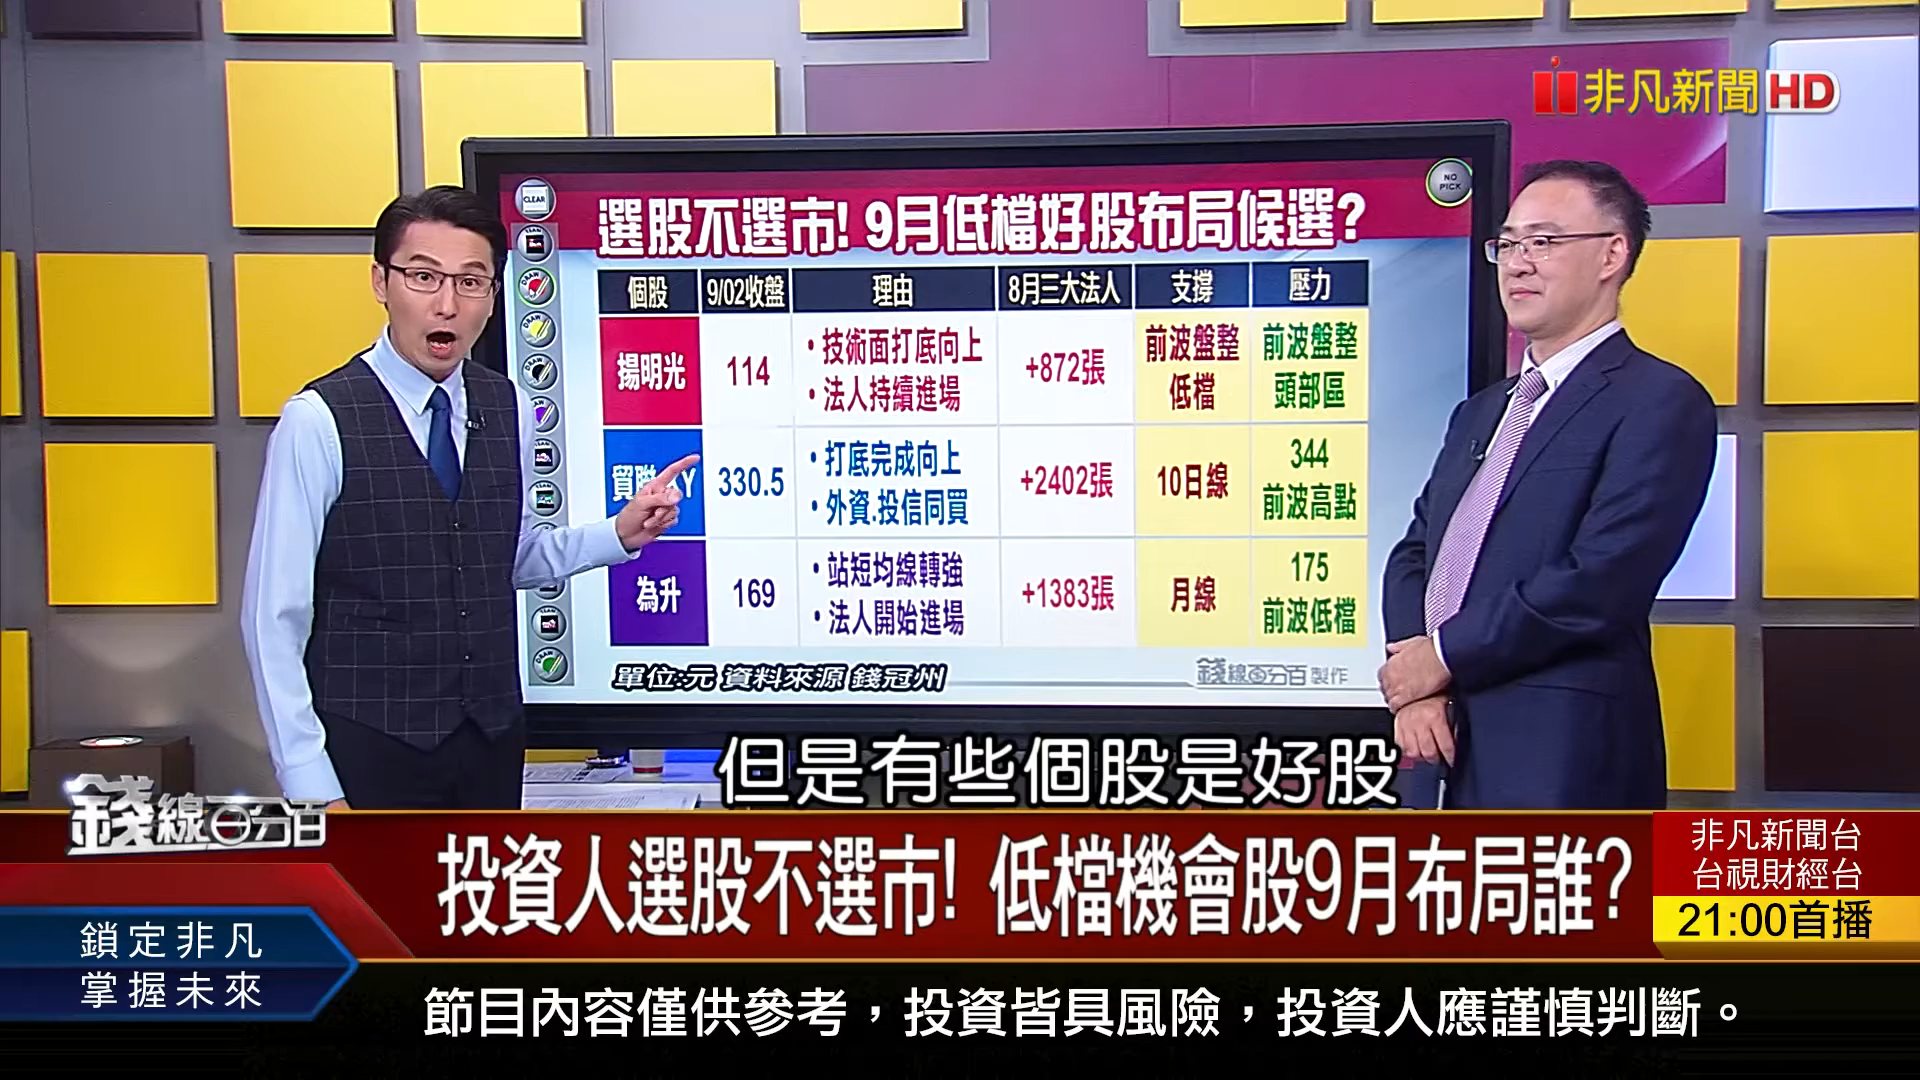 非凡新聞HD
NO PICK
CLEAR
選股不選市! 9月低檔好股布局候選?
個股 9/02收盤 理由 8月三大法人 支撐 壓力
揚明光 114 ・技術面打底向上 ・法人持續進場 +872張 前波盤整低檔 前波盤整頭部區
貿聯 Y 330.5 ・打底完成向上 ・外資.投信同買 +2402張 10日線 344 前波高點
為升 169 ・站短均線轉強 ・法人開始進場 +1383張 月線 175 前波低檔
單位:元 資料來源 錢冠州
錢線百分百 製作
但是有些個股是好股
錢線百分百
投資人選股不選市! 低檔機會股9月布局誰?
非凡新聞台
台視財經台
21:00首播
鎖定非凡
掌握未來
節目內容僅供參考，投資皆具風險，投資人應謹慎判斷。